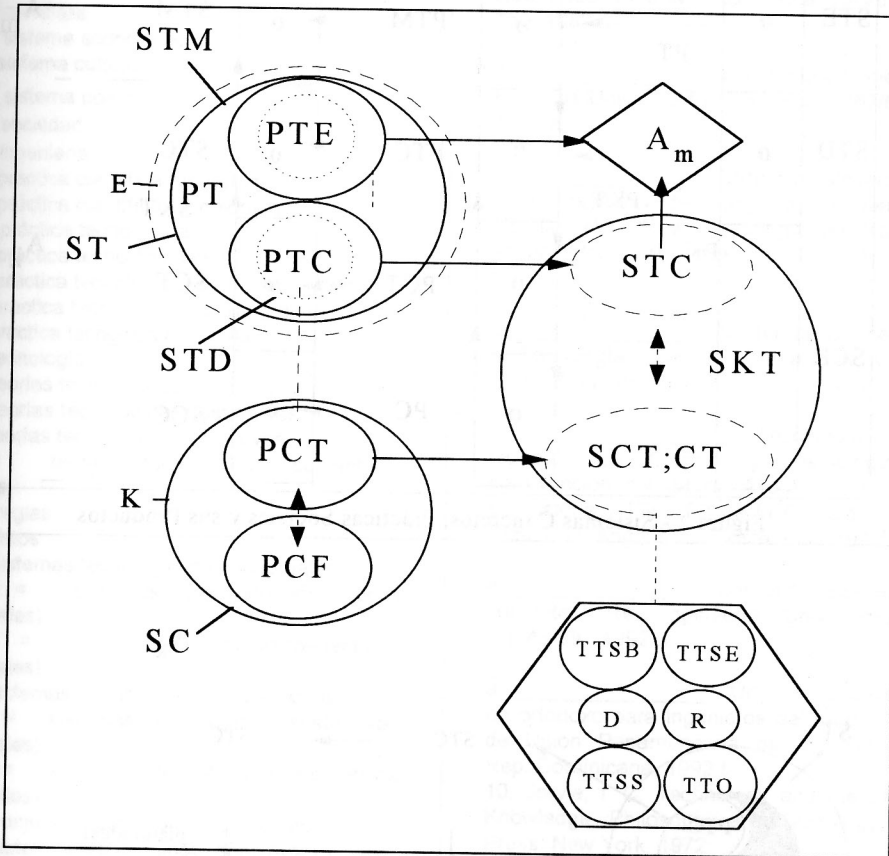 STM
PTE
A m
E
PT
ST
PTC
STC
STD
SKT
PCT
SCT;CT
K
PCF
SC
TTSB
TTSE
D
R
TTSS
TTO